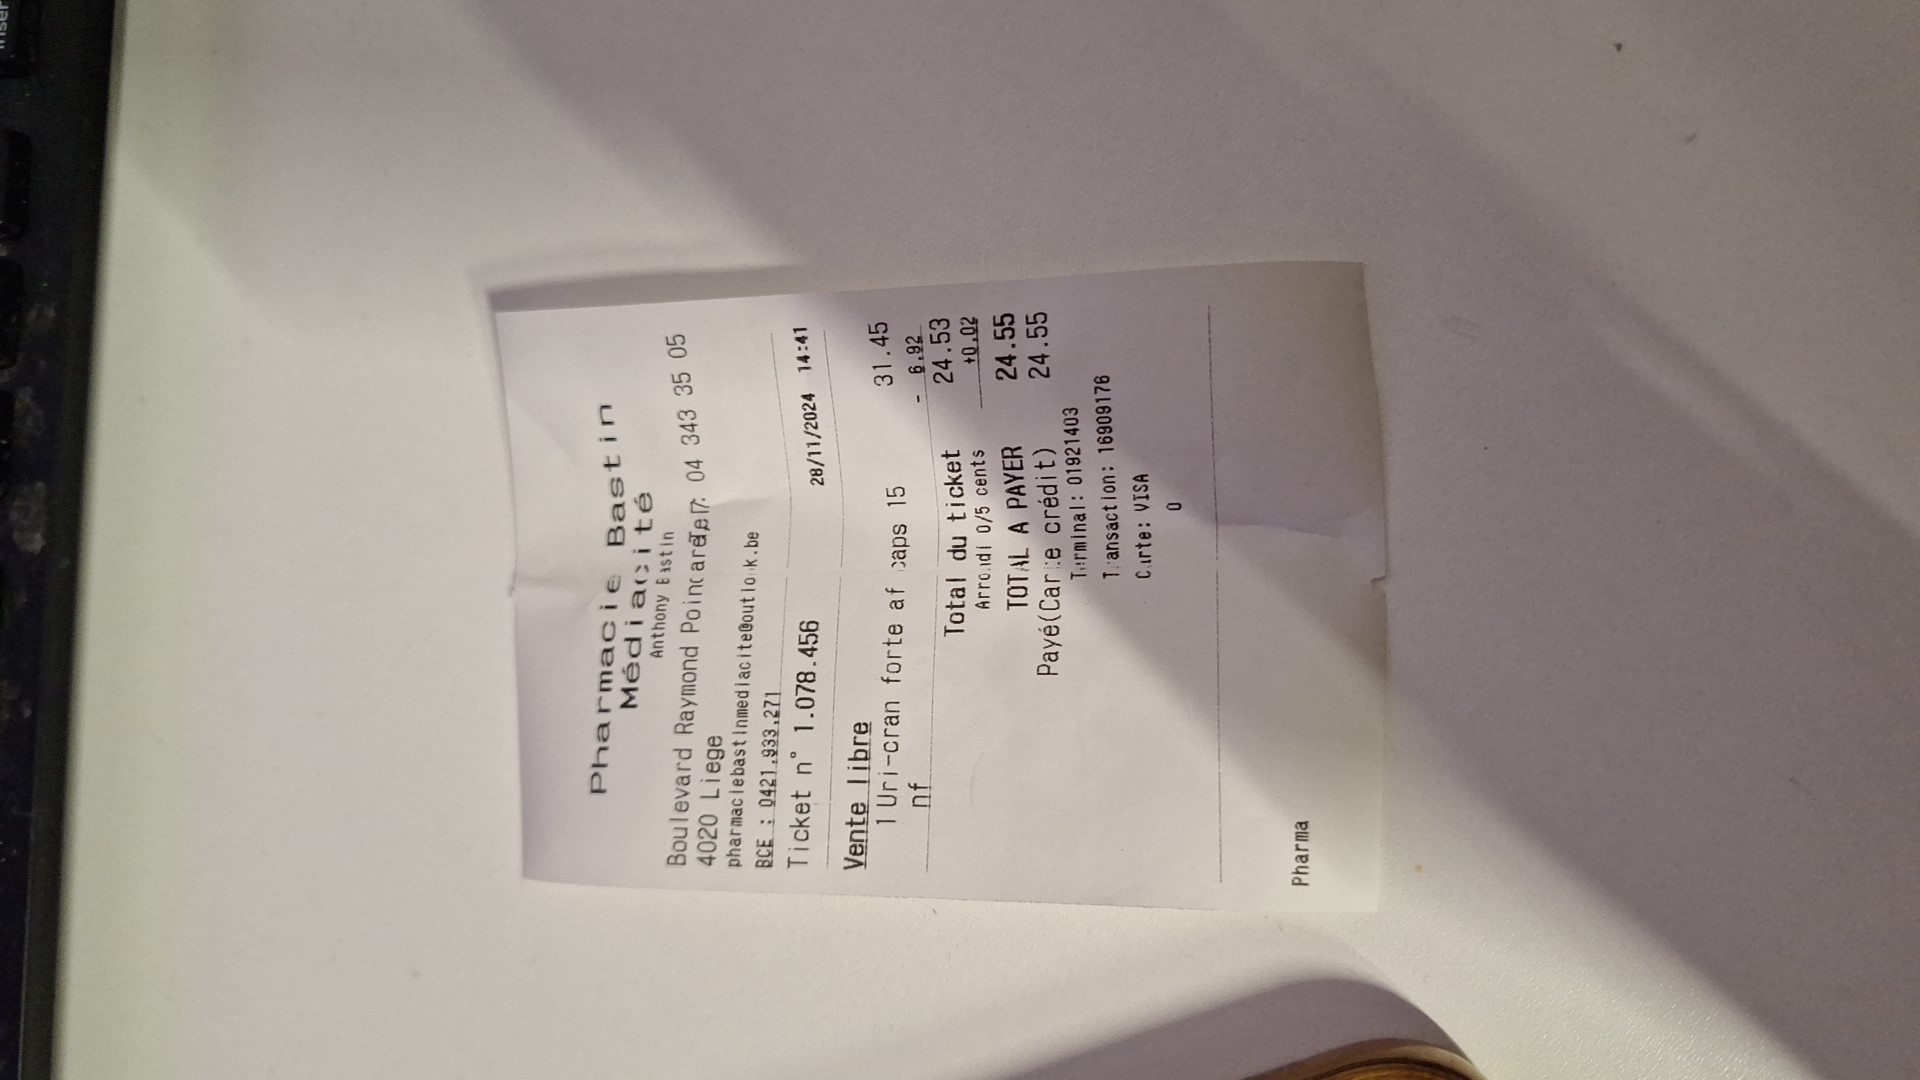 Pharmacie Bastin
Médiacité
Anthony Bastin
Boulevard Raymond Poincaré, 7: 04 343 35 05
4020 Liege
pharmaciebastinmediacite@outlook.be
BCE : 0421.933.271
Ticket n° 1.078.456 28/11/2024 14:41
Vente libre
1 Uri-cran forte af caps 15 31.45
nf - 6.92
Total du ticket 24.53
Arrondi 0/5 cents +0.02
TOTAL A PAYER 24.55
Payé(Carte crédit) 24.55
Terminal: 01921403
Transaction: 16909176
Carte: VISA
0
Pharma